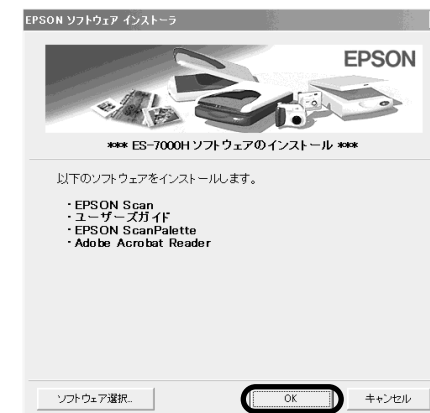 EPSON ソフトウェア インストーラ
EPSON
*** ES-7000H ソフトウェアのインストール ***
以下のソフトウェアをインストールします。
・EPSON Scan
・ユーザーズガイド
・EPSON ScanPalette
・Adobe Acrobat Reader
ソフトウェア選択... OK キャンセル